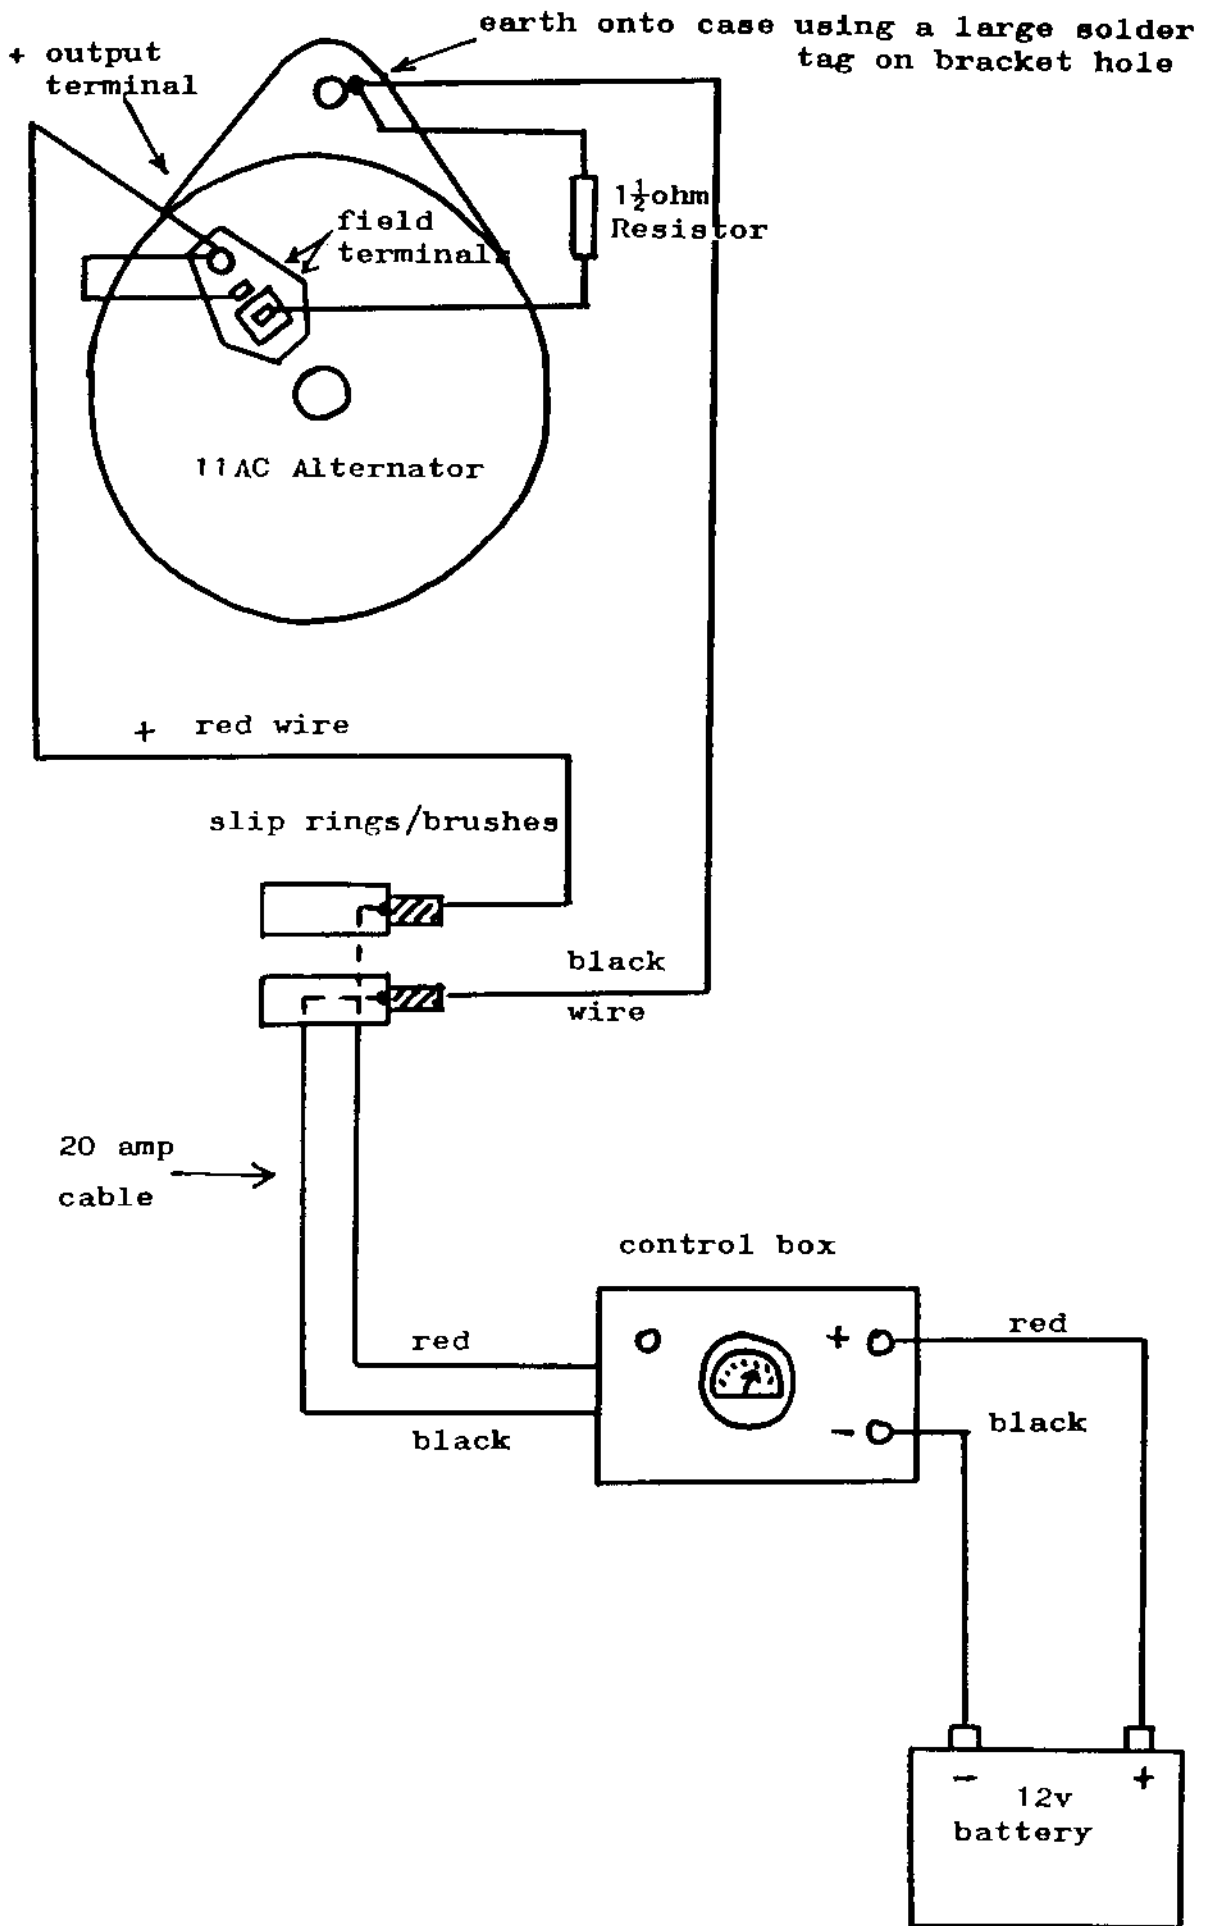 earth onto case using a large solder
tag on bracket hole
+ output
terminal
1½ohm
Resistor
field
terminals
11AC Alternator
+ red wire
slip rings/brushes
black
wire
20 amp
cable
control box
red
black
+
-
red
black
- +
12v
battery